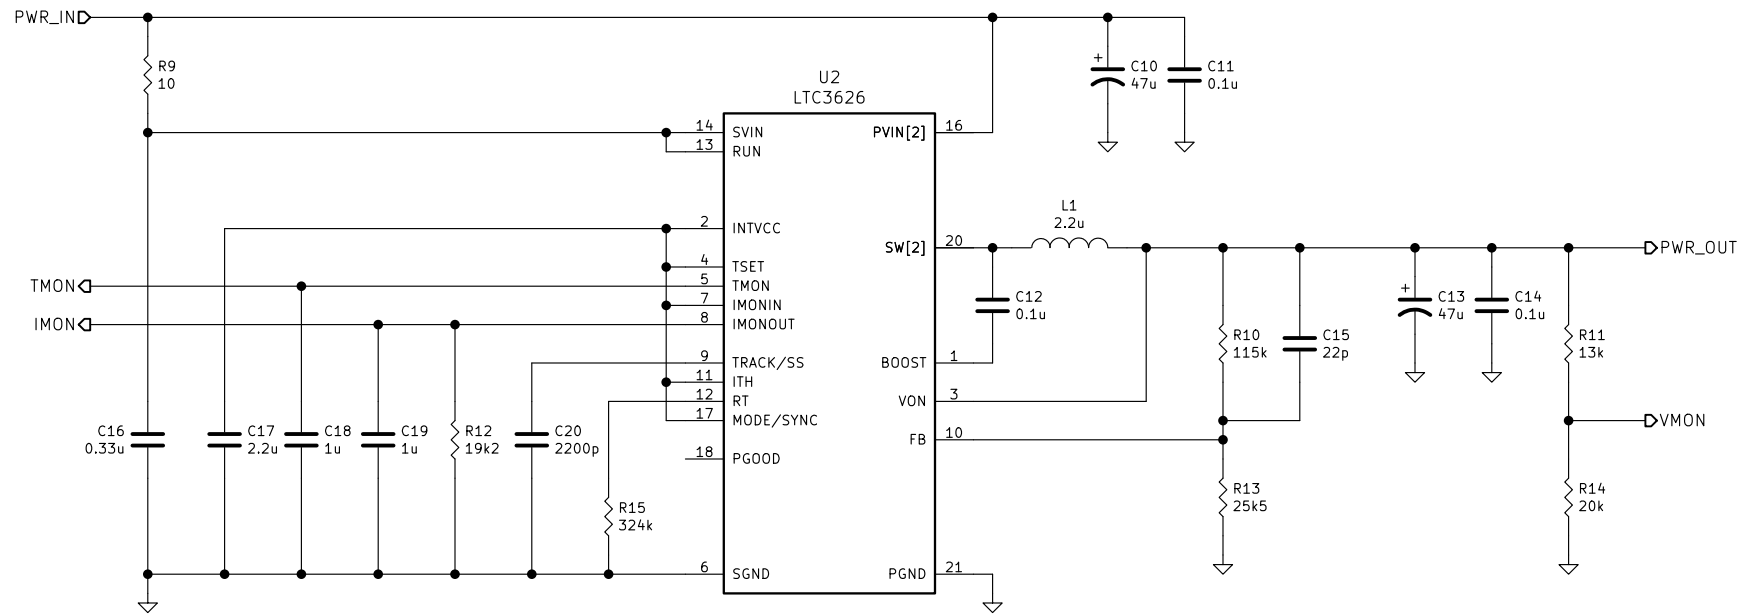 PWR_IN
R9
10
U2
LTC3626
+
C10
47u
C11
0.1u
14
SVIN
13
RUN
PVIN[2]
16
2
INTVCC
4
TSET
TMON
5
TMON
7
IMONIN
IMON
8
IMONOUT
9
TRACK/SS
11
ITH
12
RT
17
MODE/SYNC
18
PGOOD
6
SGND
SW[2]
20
BOOST
1
VON
3
FB
10
PGND
21
L1
2.2u
PWR_OUT
C12
0.1u
R10
115k
C15
22p
+
C13
47u
C14
0.1u
R11
13k
VMON
R13
25k5
R14
20k
C16
0.33u
C17
2.2u
C18
1u
C19
1u
R12
19k2
C20
2200p
R15
324k